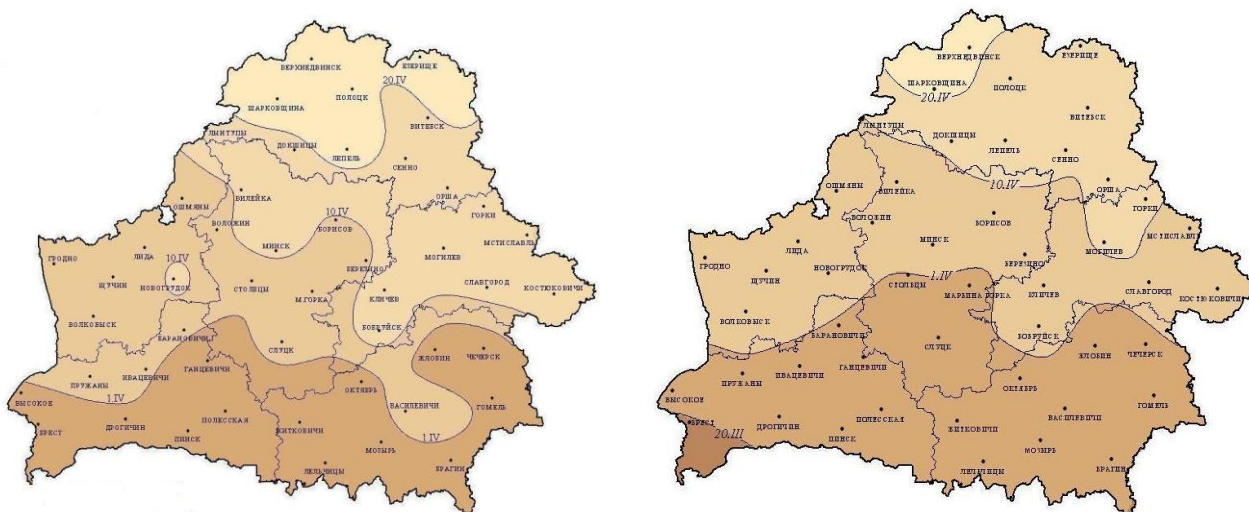 ВЕРХНЕДВИНСК
ЕЗЕРИЩЕ
20.IV
ШАРКОВЩИНА
ПОЛОЦК
ВИТЕБСК
ЛЫНТУПЫ
ДОКШИЦЫ
ЛЕПЕЛЬ
СЕННО
ВИЛЕЙКА
ОРША
ОШМЯНЫ
ГОРКИ
10.IV
ВОЛОЖИН
БОРИСОВ
МИНСК
МСТИСЛАВЛЬ
ГРОДНО
ЛИДА
10.IV
БЕРЕЗИНО
МОГИЛЕВ
ЩУЧИН
НОВОГРУДОК
СТОЛБЦЫ
М.ГОРКА
КЛИЧЕВ
СЛАВГОРОД
КОСТЮКОВИЧИ
ВОЛКОВЫСК
БАРАНОВИЧИ
БОБРУЙСК
СЛУЦК
ЖЛОБИН
ЧЕЧЕРСК
ПРУЖАНЫ
ИВАЦЕВИЧИ
ГАНЦЕВИЧИ
ОКТЯБРЬ
ВЫСОКОЕ
1.IV
ВАСИЛЕВИЧИ
ГОМЕЛЬ
БРЕСТ
ДРОГИЧИН
ПОЛЕССКАЯ
ПИНСК
ЖИТКОВИЧИ
1.IV
МОЗЫРЬ
ЛЕЛЬЧИЦЫ
БРАГИН
ВЕРХНЕДВИНСК
ЕЗЕРИЩЕ
ШАРКОВЩИНА
ПОЛОЦК
20.IV
ВИТЕБСК
ЛЫНТУПЫ
ДОКШИЦЫ
ЛЕПЕЛЬ
СЕННО
ОШМЯНЫ
ВИЛЕЙКА
10.IV
ОРША
ГОРКИ
ВОЛОЖИН
БОРИСОВ
МИНСК
МСТИСЛАВЛЬ
МОГИЛЕВ
ГРОДНО
ЛИДА
БЕРЕЗИНО
ЩУЧИН
НОВОГРУДОК
1.IV
СТОЛБЦЫ
МАРЬИНА ГОРКА
КЛИЧЕВ
СЛАВГОРОД
КОСТЮКОВИЧИ
ВОЛКОВЫСК
БАРАНОВИЧИ
БОБРУЙСК
СЛУЦК
ЖЛОБИН
ЧЕЧЕРСК
ПРУЖАНЫ
ИВАЦЕВИЧИ
ГАНЦЕВИЧИ
ОКТЯБРЬ
ВЫСОКОЕ
ГОМЕЛЬ
БРЕСТ
20.III
ДРОГИЧИН
ПОЛЕССКАЯ
ПИНСК
ЖИТКОВИЧИ
ВАСИЛЕВИЧИ
МОЗЫРЬ
ЛЕЛЬЧИЦЫ
БРАГИН